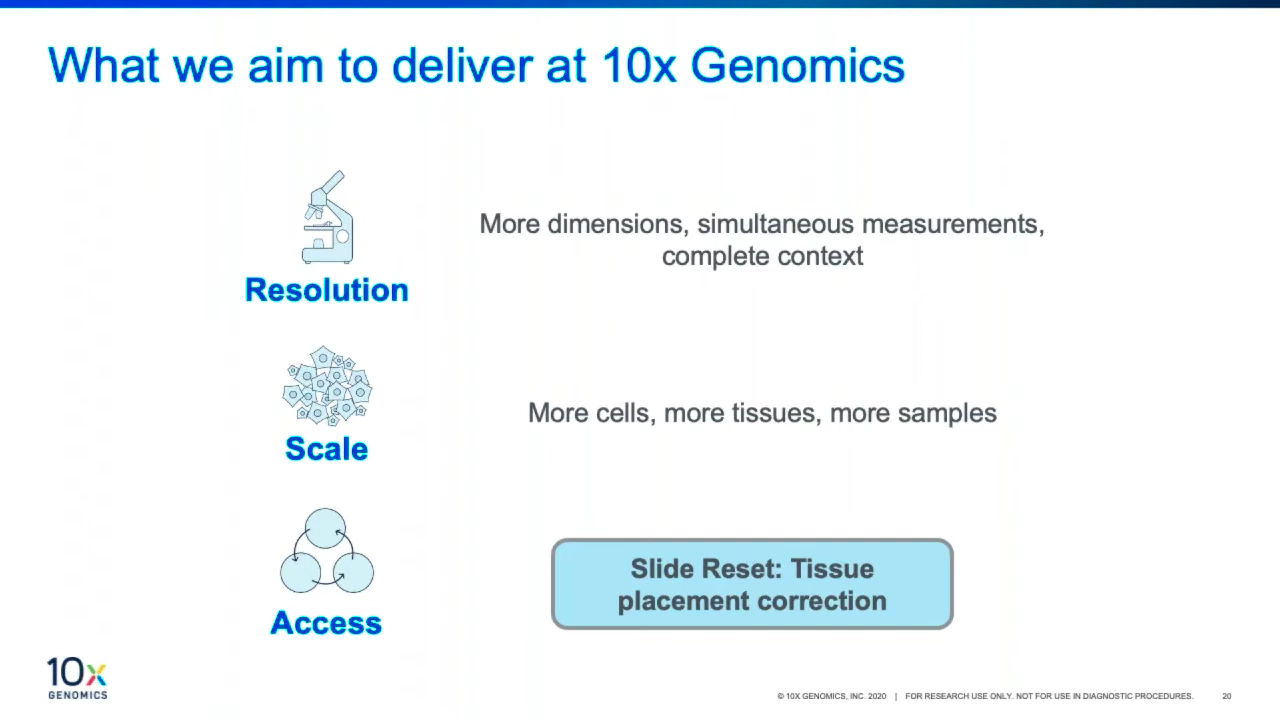 What we aim to deliver at 10x Genomics
More dimensions, simultaneous measurements,
complete context
Resolution
More cells, more tissues, more samples
Scale
Slide Reset: Tissue
placement correction
Access
10x
GENOMICS
© 10X GENOMICS, INC. 2020 | FOR RESEARCH USE ONLY. NOT FOR USE IN DIAGNOSTIC PROCEDURES. 20